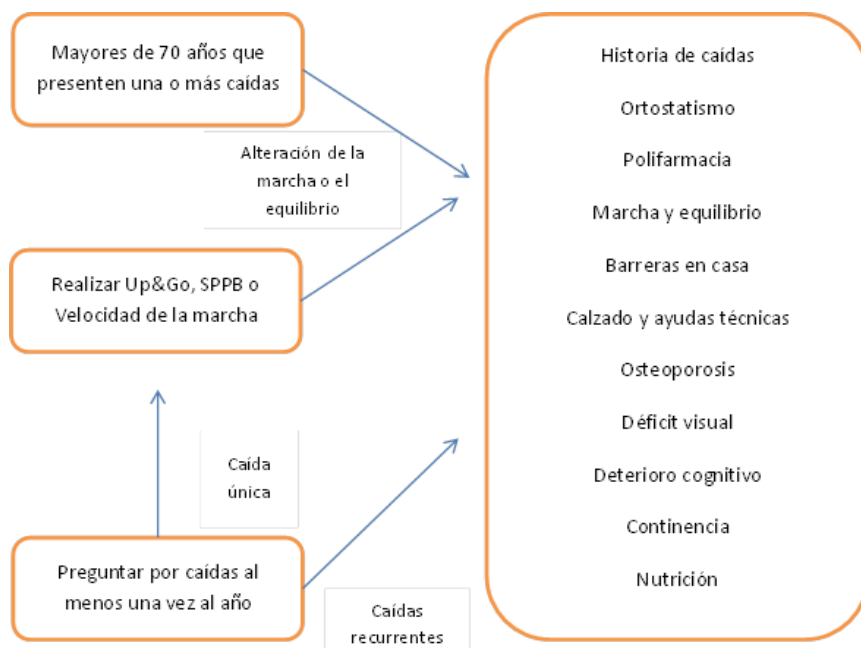 Mayores de 70 años que
presenten una o más caídas
Alteración de la
marcha o el
equilibrio
Realizar Up&Go, SPPB o
Velocidad de la marcha
Caída
única
Preguntar por caídas al
menos una vez al año
Caídas
recurrentes
Historia de caídas
Ortostatismo
Polifarmacia
Marcha y equilibrio
Barreras en casa
Calzado y ayudas técnicas
Osteoporosis
Déficit visual
Deterioro cognitivo
Continencia
Nutrición